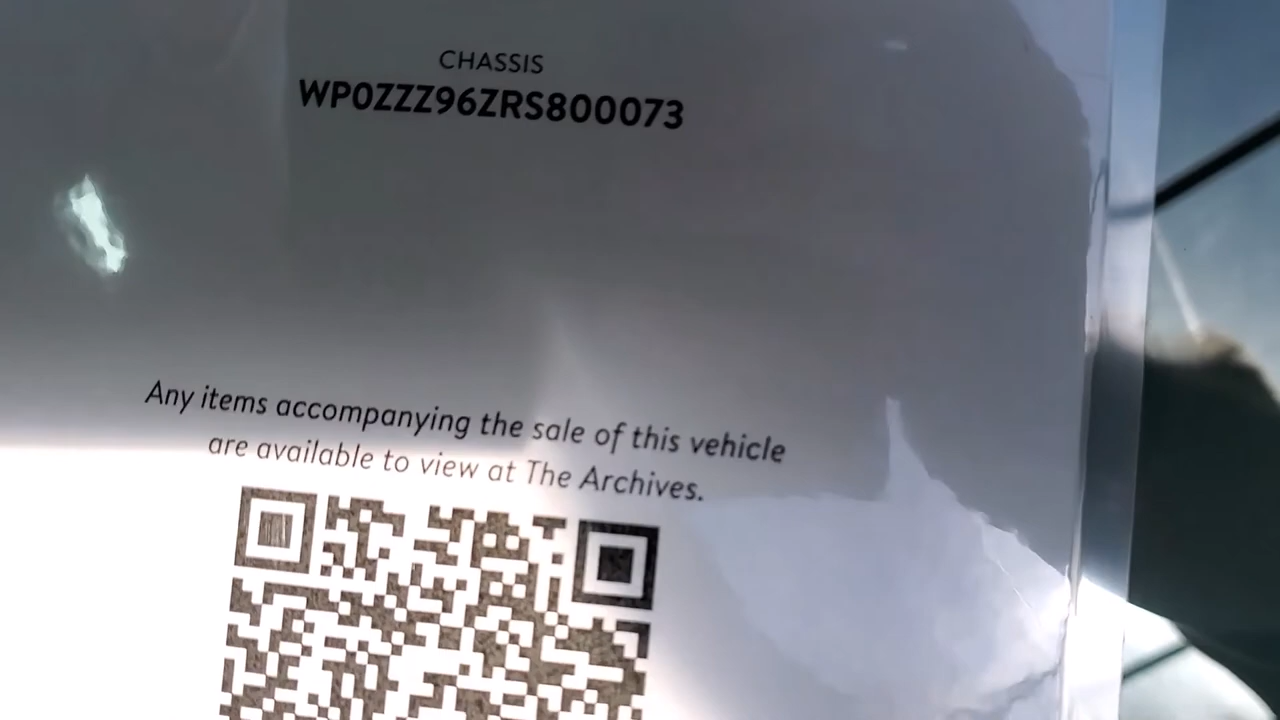 CHASSIS
WP0ZZZ96ZRS800073
Any items accompanying the sale of this vehicle
are available to view at The Archives.